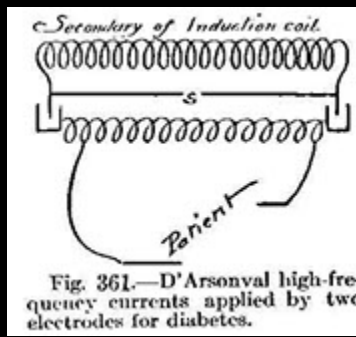 Secondary of Induction coil.
S
Patient
Fig. 361.—D'Arsonval high-fre-
quency currents applied by two
electrodes for diabetes.